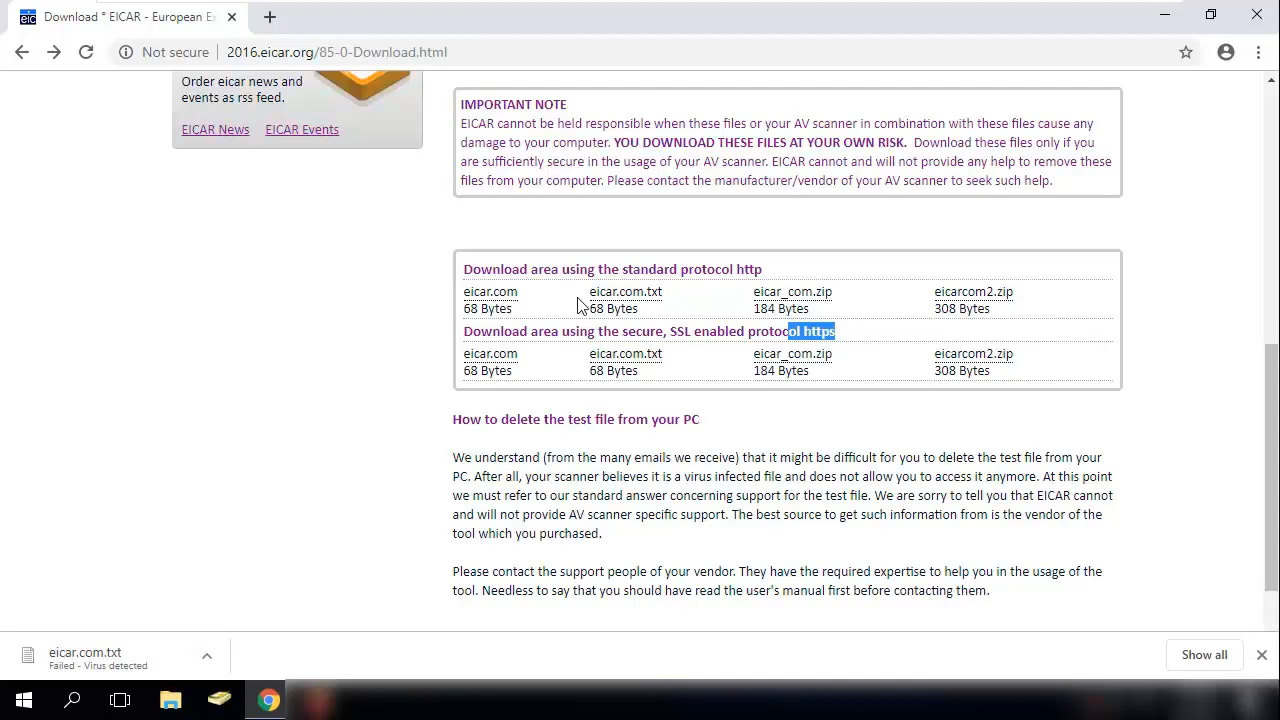 Download ° EICAR - European Ex
Not secure
2016.eicar.org/85-0-Download.html
Order eicar news and
events as rss feed.
EICAR News EICAR Events
IMPORTANT NOTE
EICAR cannot be held responsible when these files or your AV scanner in combination with these files cause any
damage to your computer. YOU DOWNLOAD THESE FILES AT YOUR OWN RISK. Download these files only if you
are sufficiently secure in the usage of your AV scanner. EICAR cannot and will not provide any help to remove these
files from your computer. Please contact the manufacturer/vendor of your AV scanner to seek such help.
Download area using the standard protocol http
eicar.com eicar.com.txt eicar_com.zip eicarcom2.zip
68 Bytes 68 Bytes 184 Bytes 308 Bytes
Download area using the secure, SSL enabled protocol https
eicar.com eicar.com.txt eicar_com.zip eicarcom2.zip
68 Bytes 68 Bytes 184 Bytes 308 Bytes
How to delete the test file from your PC
We understand (from the many emails we receive) that it might be difficult for you to delete the test file from your
PC. After all, your scanner believes it is a virus infected file and does not allow you to access it anymore. At this point
we must refer to our standard answer concerning support for the test file. We are sorry to tell you that EICAR cannot
and will not provide AV scanner specific support. The best source to get such information from is the vendor of the
tool which you purchased.
Please contact the support people of your vendor. They have the required expertise to help you in the usage of the
tool. Needless to say that you should have read the user's manual first before contacting them.
eicar.com.txt
Failed - Virus detected
Show all